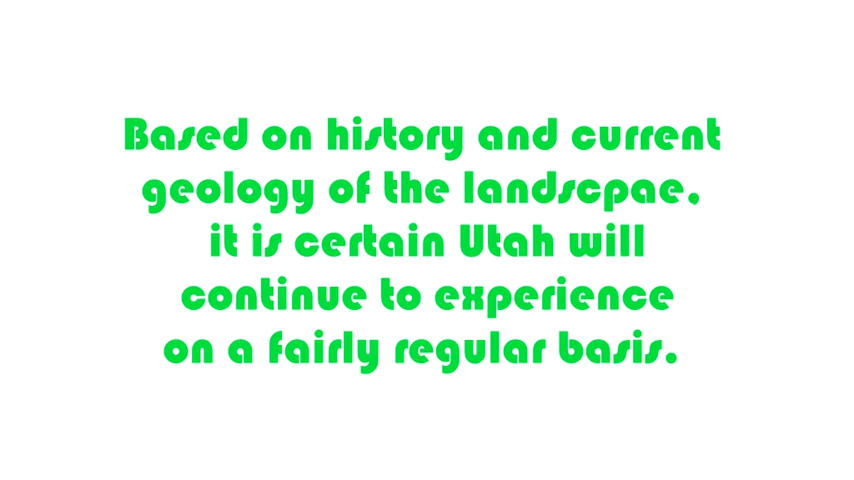 Based on history and current
geology of the landscpae,
it is certain Utah will
continue to experience
on a fairly regular basis.